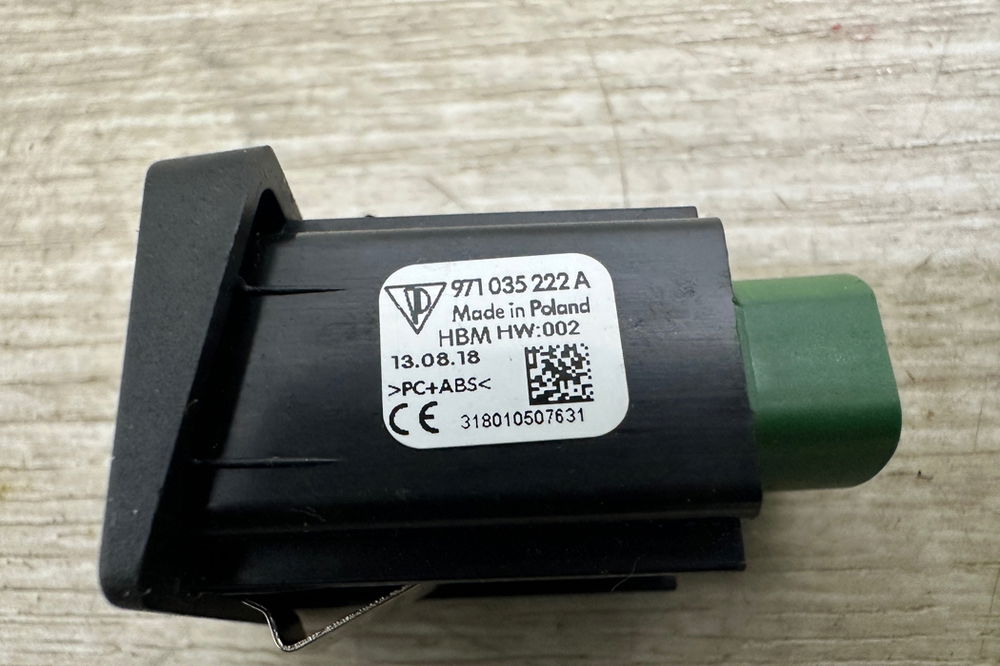 971 035 222 A
Made in Poland
HBM HW:002
13.08.18
>PC+ABS<
CE 318010507631